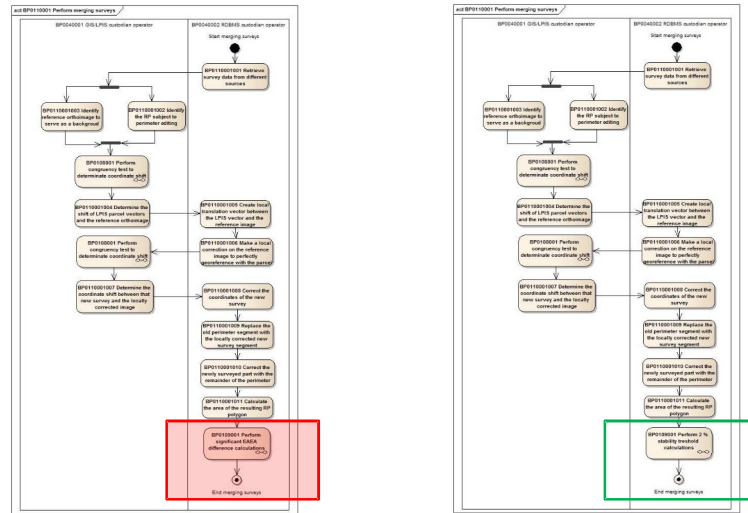 act BP0110001 Perform merging surveys
BP0040001 GIS/LPIS custodian operator
BP0040002 RDBMS custodian operator
Start merging surveys
BP0110001001 Retrieve
survey data from different
sources
BP0110001003 Identify
reference orthoimage to
serve as a backgroud
BP0110001002 Identify
the RP subject to
perimeter editing
BP0108001 Perform
congruency test to
determinate coordinate shift
BP0110001004 Determine the
shift of LPIS parcel vectors
and the reference orthoimage
BP0110001005 Create local
translation vector between
the LPIS vector and the
reference image
BP0108001 Perform
congruency test to
determinate coordinate shift
BP0110001006 Make a local
correction on the reference
image to perfectly
georeference with the parcel
BP0110001007 Determine the
coordinate shift between that
new survey and the locally
corrected image
BP0110001008 Correct the
coordinates of the new
survey
BP0110001009 Replace the
old perimeter segment with
the locally corrected new
survey segment
BP0110001010 Correct the
newly surveyed part with the
remainder of the perimeter
BP0110001011 Calculate
the area of the resulting RP
polygon
BP0109001 Perform
significant EAEA
difference calculations
End merging surveys
act BP0110001 Perform merging surveys
BP0040001 GIS/LPIS custodian operator
BP0040002 RDBMS custodian operator
Start merging surveys
BP0110001001 Retrieve
survey data from different
sources
BP0110001003 Identify
reference orthoimage to
serve as a backgroud
BP0110001002 Identify
the RP subject to
perimeter editing
BP0108001 Perform
congruency test to
determinate coordinate shift
BP0110001004 Determine the
shift of LPIS parcel vectors
and the reference orthoimage
BP0110001005 Create local
translation vector between
the LPIS vector and the
reference image
BP0108001 Perform
congruency test to
determinate coordinate shift
BP0110001006 Make a local
correction on the reference
image to perfectly
georeference with the parcel
BP0110001007 Determine the
coordinate shift between that
new survey and the locally
corrected image
BP0110001008 Correct the
coordinates of the new
survey
BP0110001009 Replace the
old perimeter segment with
the locally corrected new
survey segment
BP0110001010 Correct the
newly surveyed part with the
remainder of the perimeter
BP0110001011 Calculate
the area of the resulting RP
polygon
BP0109001 Perform 2 %
stability treshold
calculations
End merging surveys